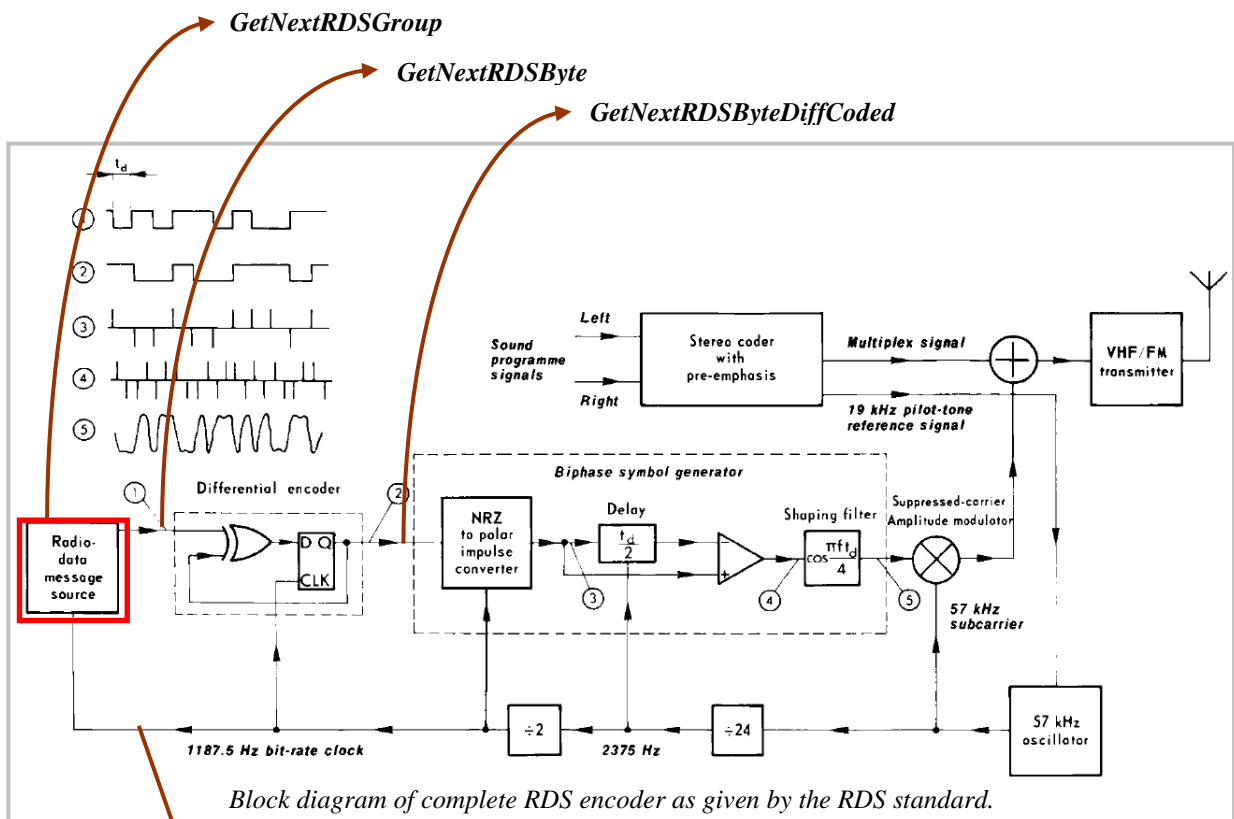 GetNextRDSGroup
GetNextRDSByte
GetNextRDSByteDiffCoded
td
1
2
3
4
5
Left
Sound
programme
signals
Right
Stereo coder
with
pre-emphasis
Multiplex signal
19 kHz pilot-tone
reference signal
+
VHF/FM
transmitter
Biphase symbol generator
Differential encoder
1
2
Radio-
data
message
source
D Q
CLK
NRZ
to polar
impulse
converter
3
Delay
td
2
−
+
4
Shaping filter
cos πftd
4
5
Suppressed-carrier
Amplitude modulator
57 kHz
subcarrier
1187.5 Hz bit-rate clock
÷2
2375 Hz
÷24
57 kHz
oscillator
Block diagram of complete RDS encoder as given by the RDS standard.